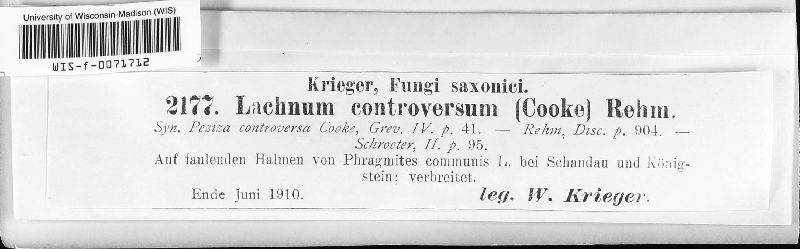 University of Wisconsin-Madison (WIS)
WIS-f-0071712
Krieger, Fungi saxonici.
2177. Lachnum controversum (Cooke) Rehm.
Syn. Peziza controversa Cooke, Grev. IV. p. 41. — Rehm, Disc. p. 904. —
Schroeter, II. p. 95.
Auf faulenden Halmen von Phragmites communis L. bei Schandau und König-
stein; verbreitet.
Ende Juni 1910.
leg. W. Krieger.